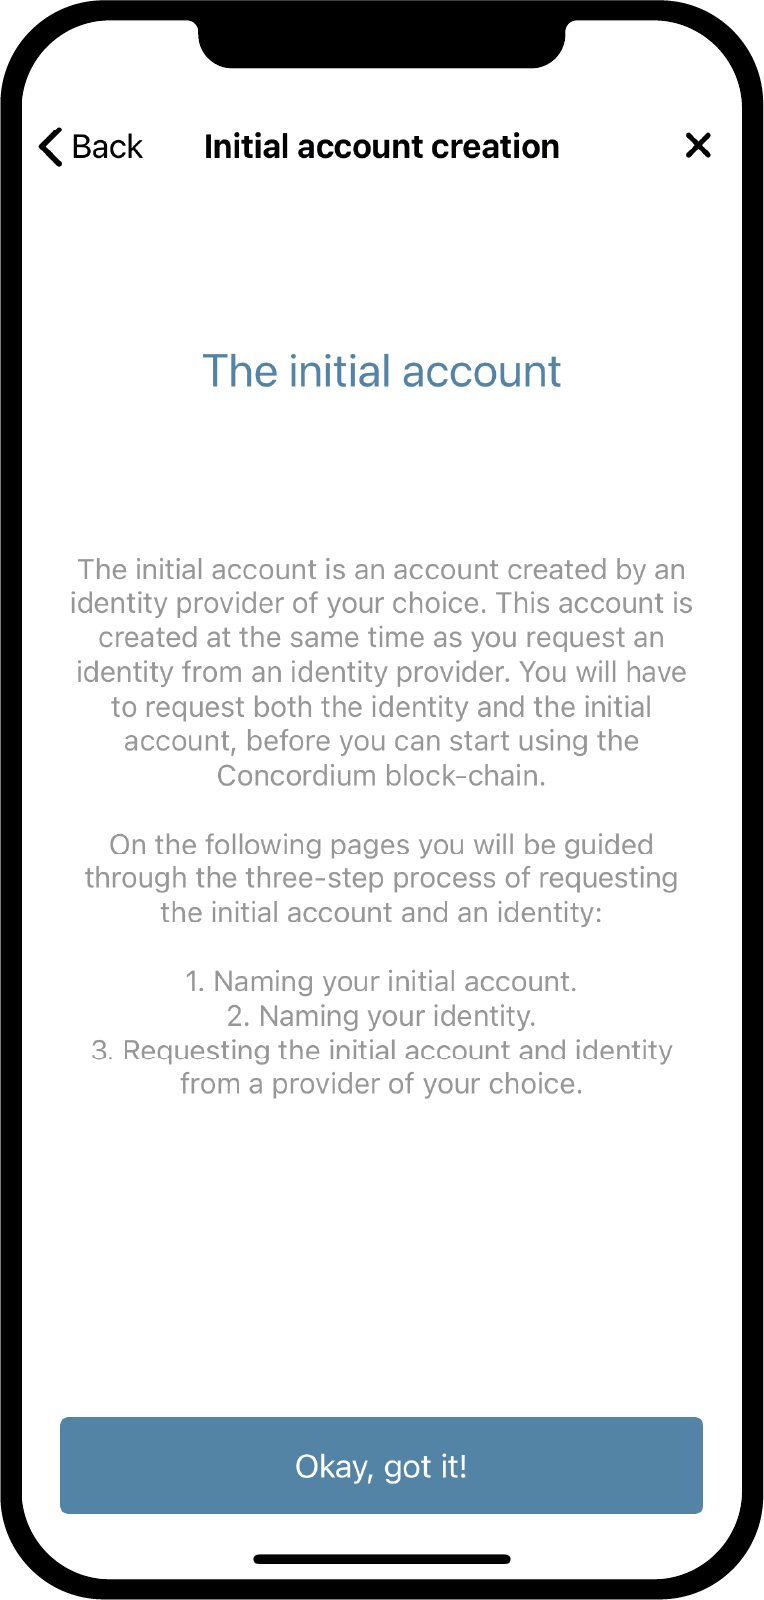 Back Initial account creation
The initial account
The initial account is an account created by an
identity provider of your choice. This account is
created at the same time as you request an
identity from an identity provider. You will have
to request both the identity and the initial
account, before you can start using the
Concordium block-chain.
On the following pages you will be guided
through the three-step process of requesting
the initial account and an identity:
1. Naming your initial account.
2. Naming your identity.
3. Requesting the initial account and identity
from a provider of your choice.
Okay, got it!